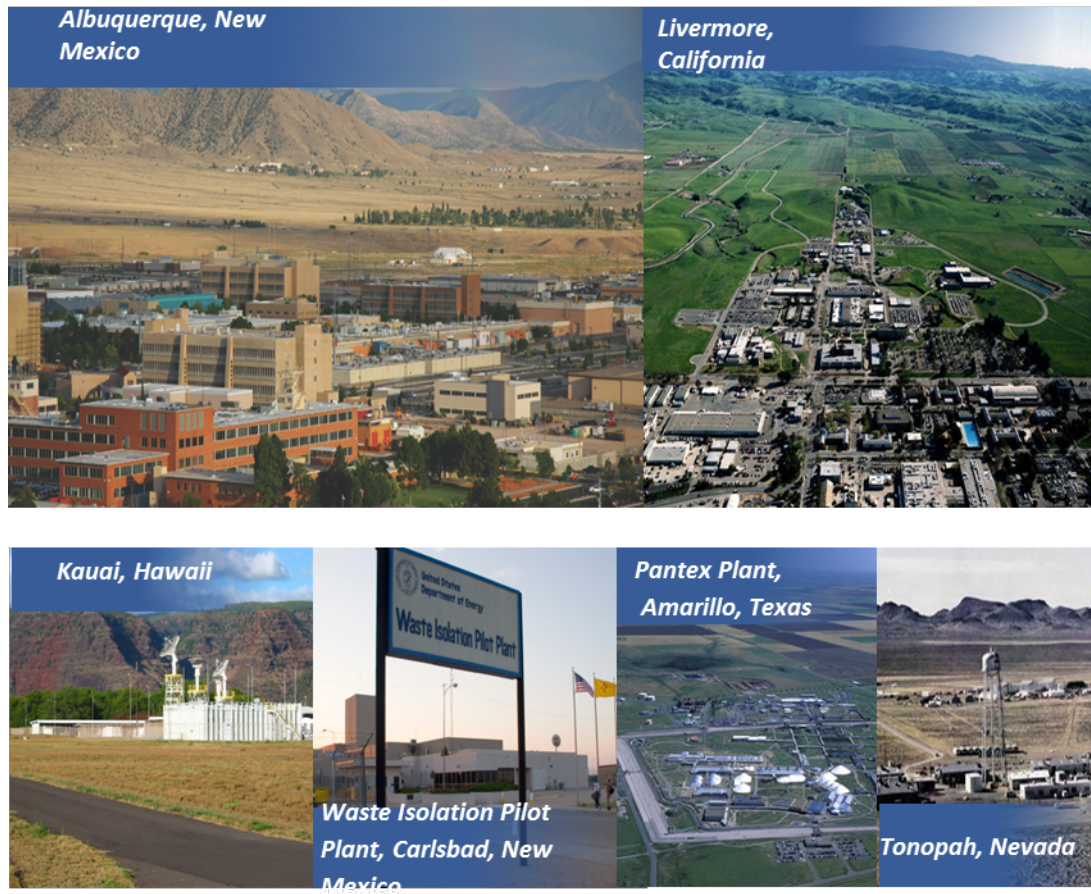 Albuquerque, New
Mexico
Livermore,
California
Kauai, Hawaii
United States
Department of Energy
Waste Isolation Pilot Plant
Waste Isolation Pilot
Plant, Carlsbad, New
Mexico
Pantex Plant,
Amarillo, Texas
Tonopah, Nevada